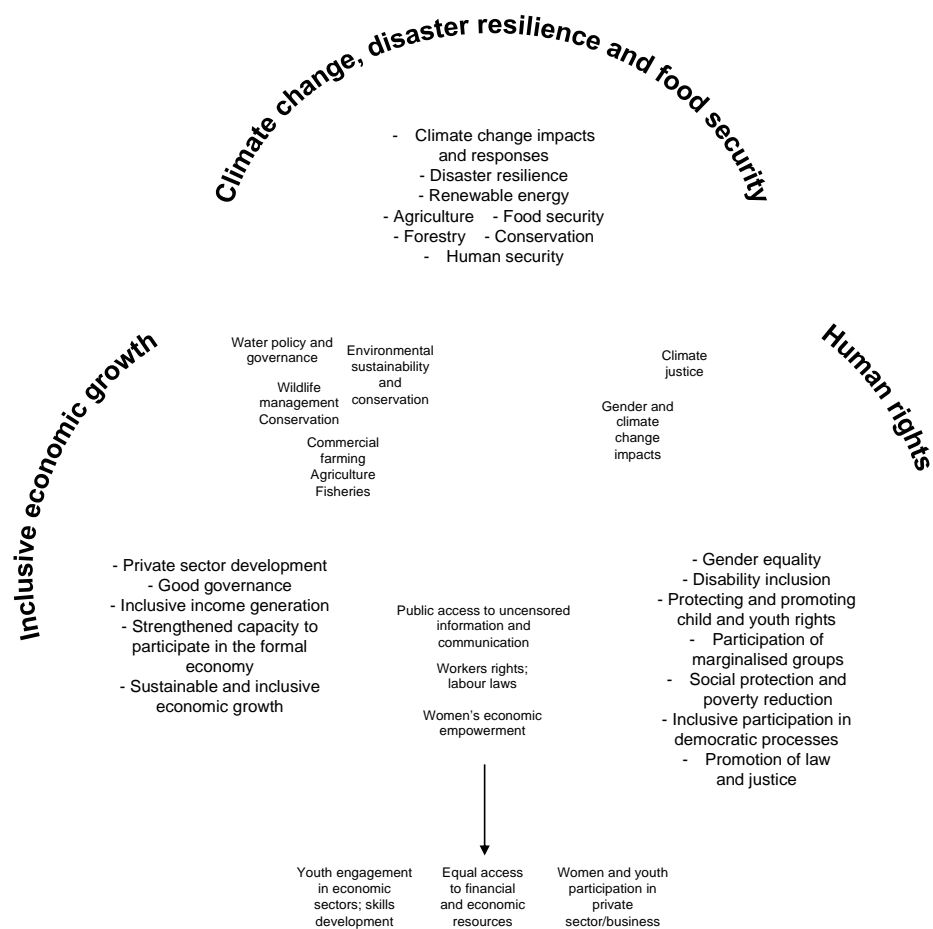 Climate change, disaster resilience and food security
- Climate change impacts
and responses
- Disaster resilience
- Renewable energy
- Agriculture - Food security
- Forestry - Conservation
- Human security
Inclusive economic growth
Human rights
Water policy and
governance
Environmental
sustainability
and
conservation
Wildlife
management
Conservation
Commercial
farming
Agriculture
Fisheries
Climate
justice
Gender and
climate
change
impacts
- Private sector development
- Good governance
- Inclusive income generation
- Strengthened capacity to
participate in the formal
economy
- Sustainable and inclusive
economic growth
Public access to uncensored
information and
communication
Workers rights;
labour laws
Women’s economic
empowerment
- Gender equality
- Disability inclusion
- Protecting and promoting
child and youth rights
- Participation of
marginalised groups
- Social protection and
poverty reduction
- Inclusive participation in
democratic processes
- Promotion of law
and justice
Youth engagement
in economic
sectors; skills
development
Equal access
to financial
and economic
resources
Women and youth
participation in
private
sector/business